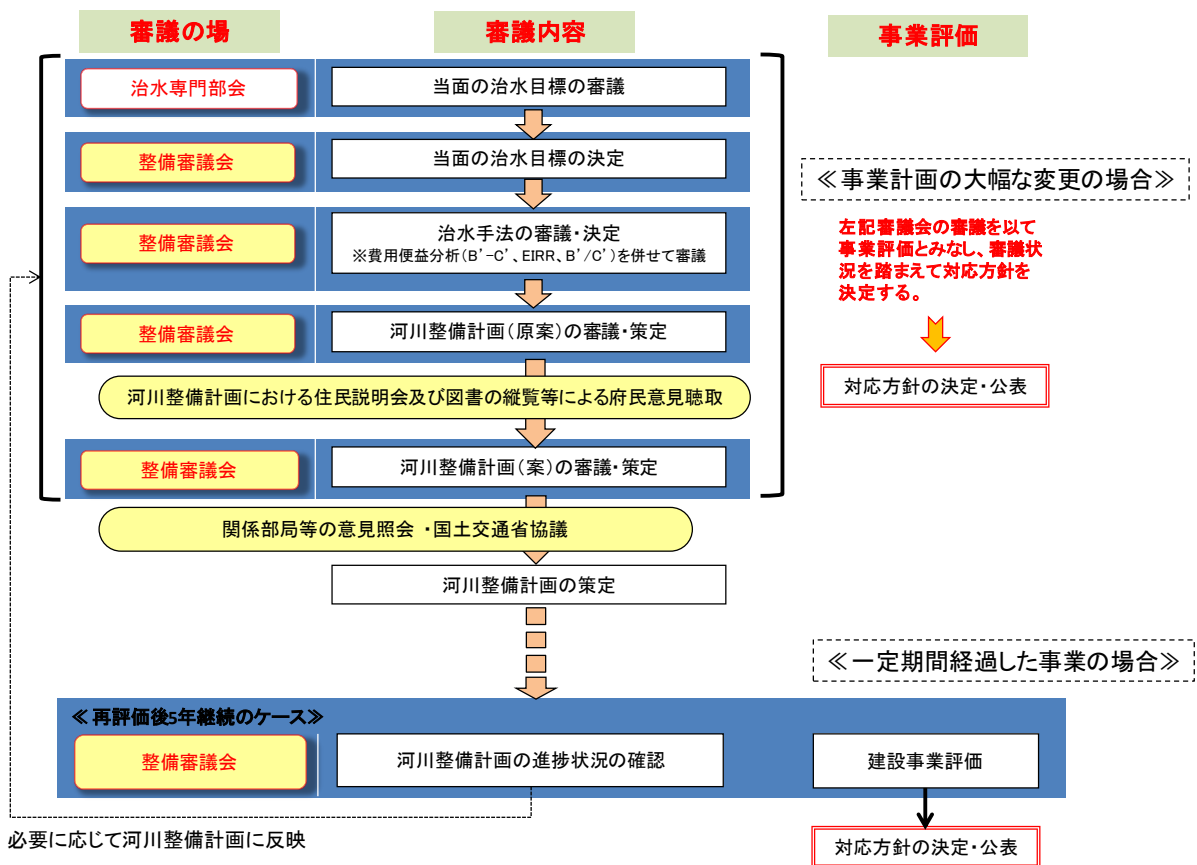 審議の場
審議内容
事業評価
治水専門部会
当面の治水目標の審議
整備審議会
当面の治水目標の決定
≪事業計画の大幅な変更の場合≫
整備審議会
治水手法の審議・決定
※費用便益分析(B'-C'、EIRR、B'/C')を併せて審議
左記審議会の審議を以て
事業評価とみなし、審議状
況を踏まえて対応方針を
決定する。
整備審議会
河川整備計画(原案)の審議・策定
対応方針の決定・公表
河川整備計画における住民説明会及び図書の縦覧等による府民意見聴取
整備審議会
河川整備計画(案)の審議・策定
関係部局等の意見照会 ・国土交通省協議
河川整備計画の策定
≪一定期間経過した事業の場合≫
≪再評価後5年継続のケース≫
整備審議会
河川整備計画の進捗状況の確認
建設事業評価
必要に応じて河川整備計画に反映
対応方針の決定・公表